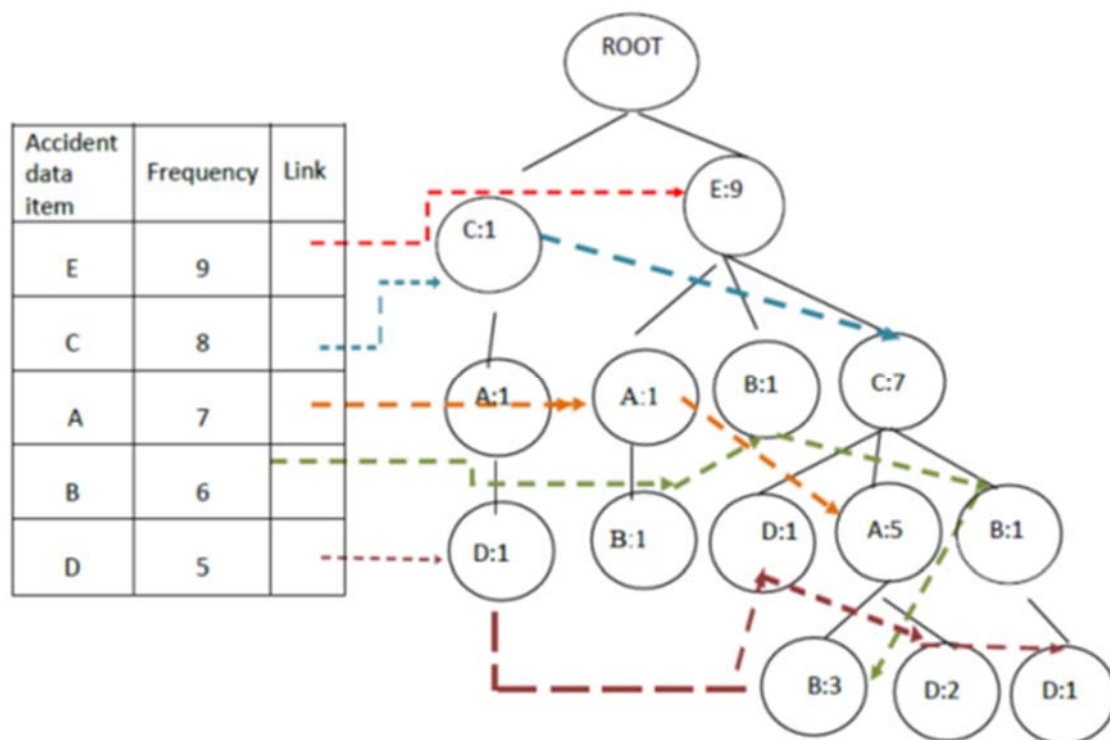 ROOT
Accident
data
item
Frequency
Link
E
9
C
8
A
7
B
6
D
5
E:9
C:1
A:1
A:1
B:1
C:7
D:1
B:1
D:1
A:5
B:1
B:3
D:2
D:1